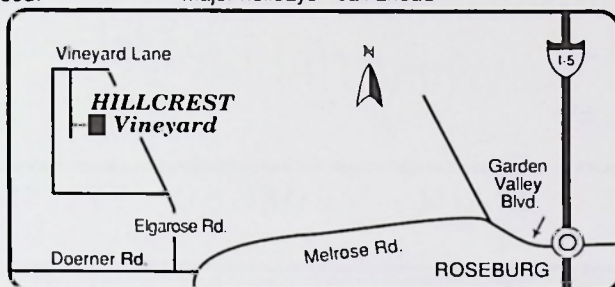 Vineyard Lane
HILLCREST
Vineyard
N
I-5
Garden
Valley
Blvd.
Elgarose Rd.
Melrose Rd.
Doerner Rd.
ROSEBURG